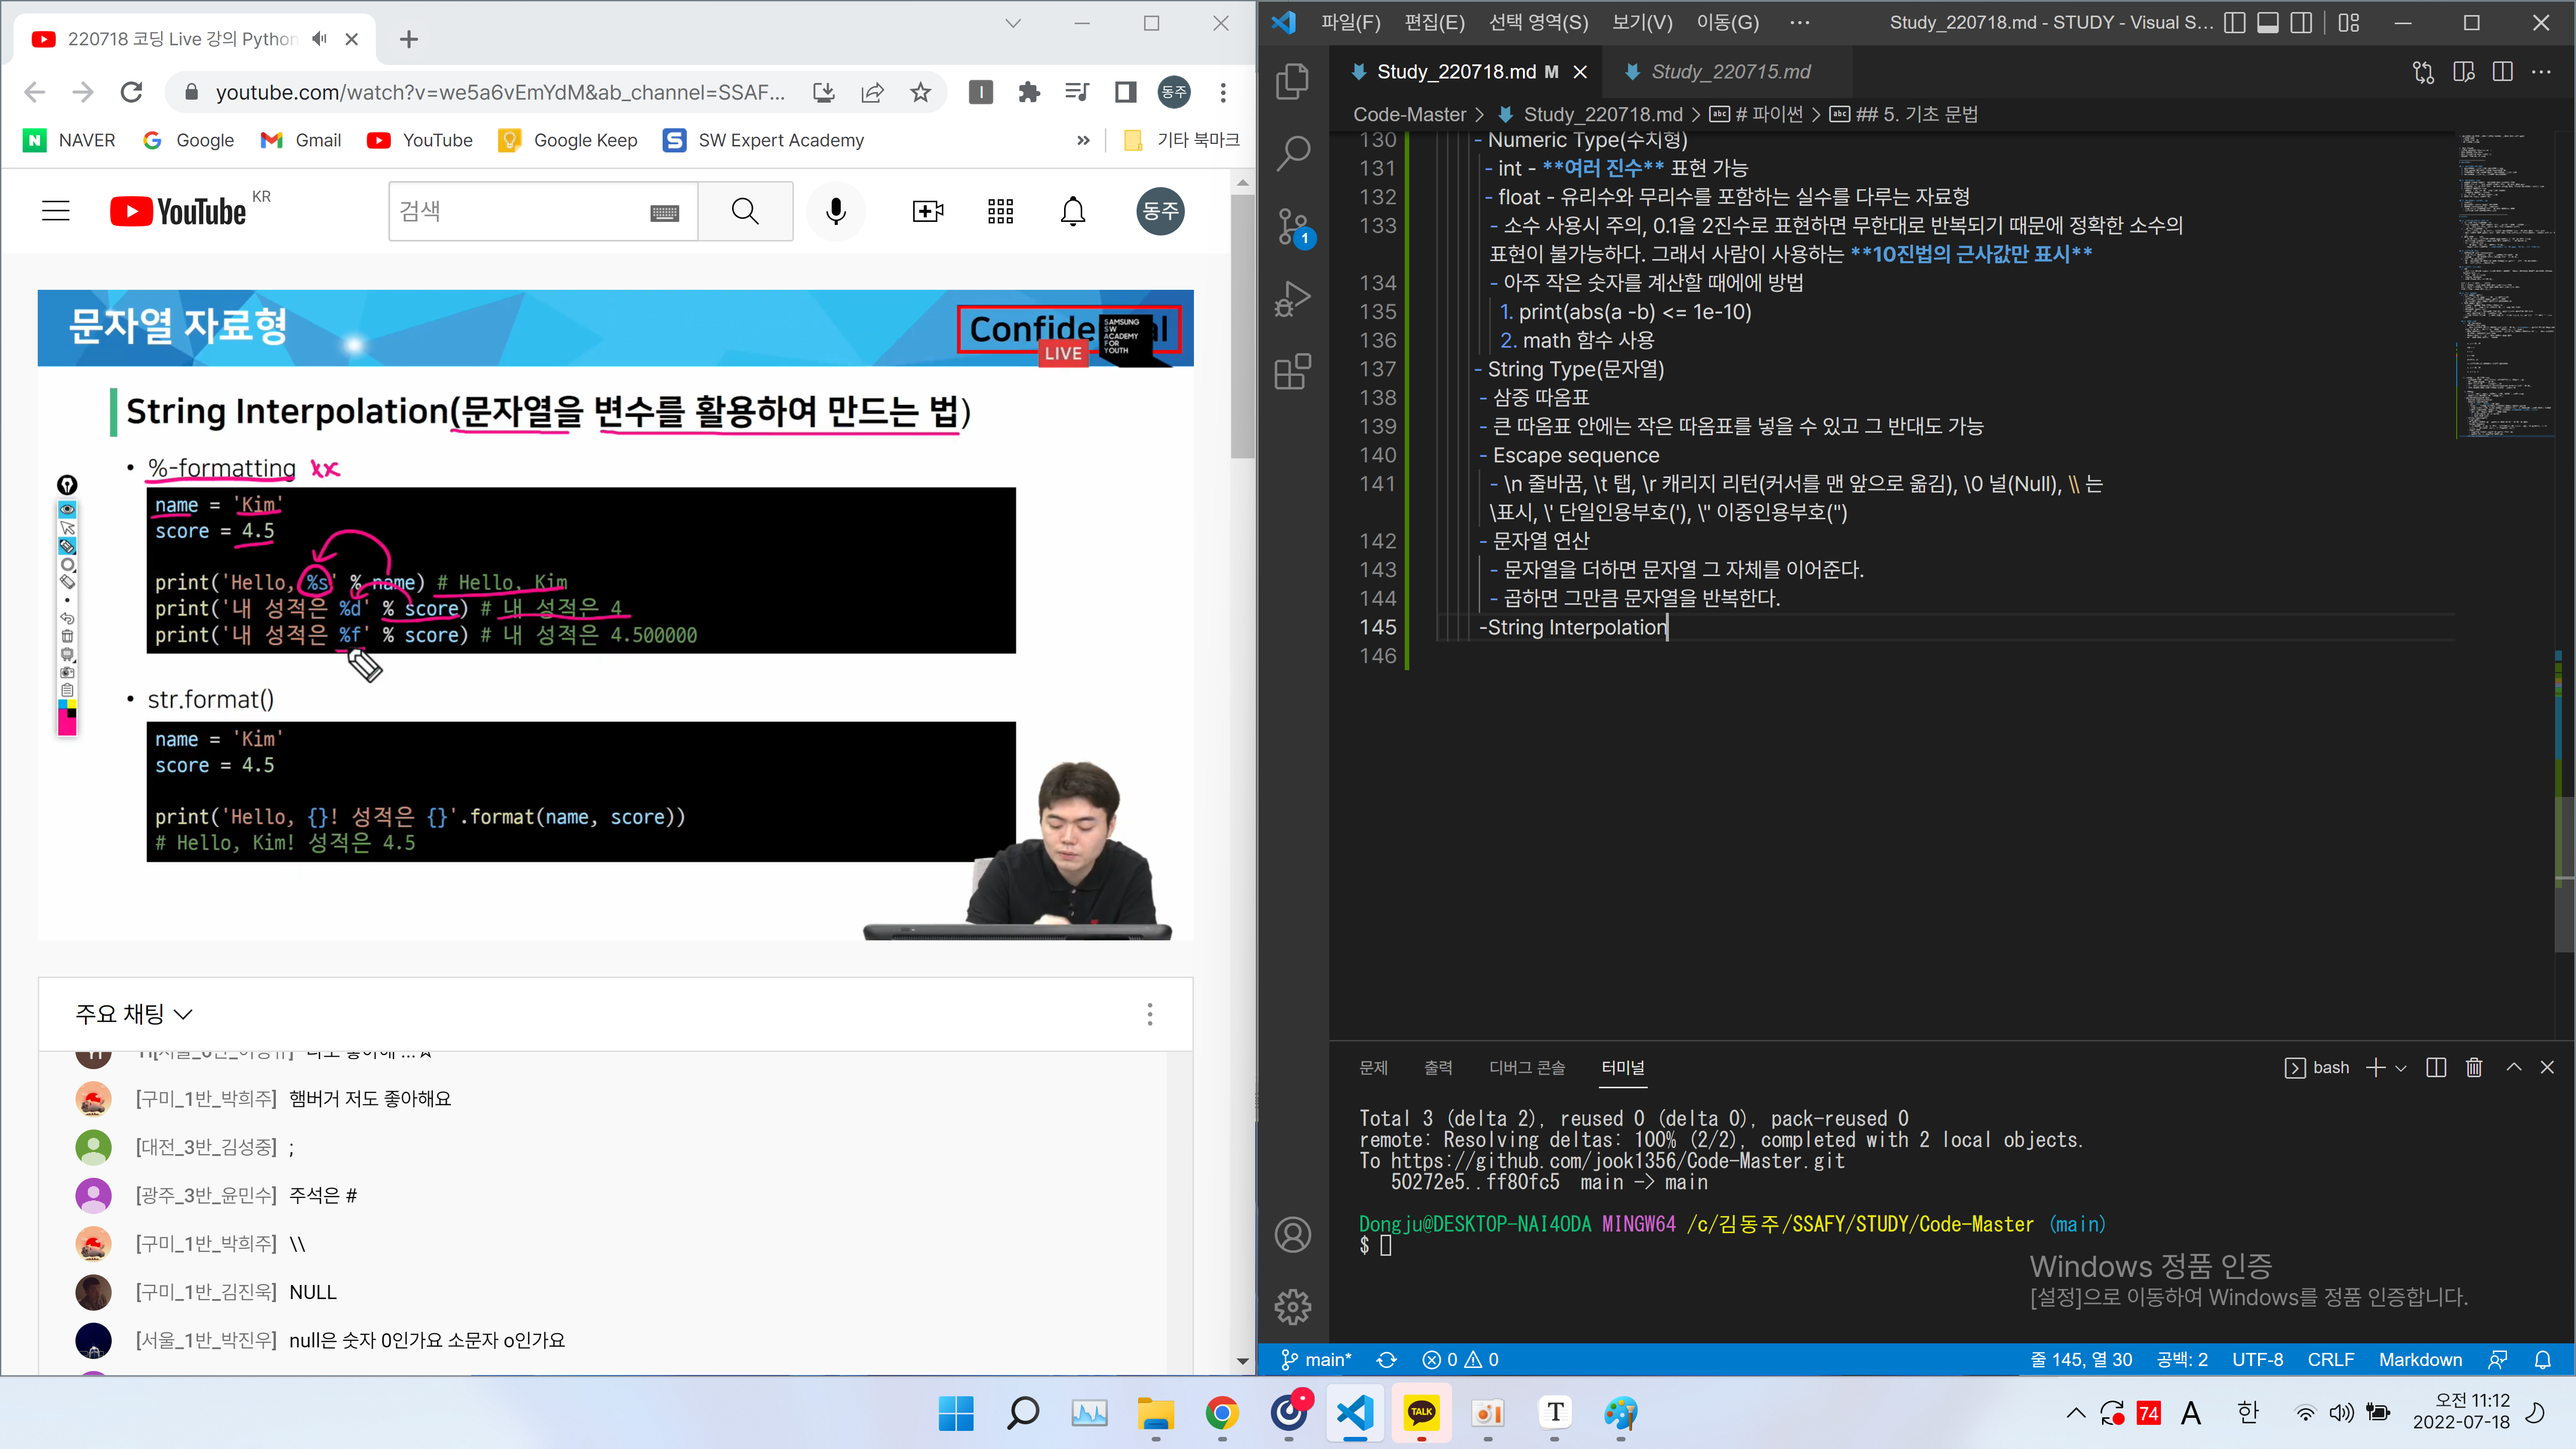 220718 코딩 Live 강의 Python
youtube.com/watch?v=we5a6vEmYdM&ab_channel=SSAF...
동주
NAVER
Google
Gmail
YouTube
Google Keep
SW Expert Academy
»
기타 북마크
YouTube KR
검색
동주
문자열 자료형
Confide al
SAMSUNG
SW
ACADEMY
FOR
YOUTH
LIVE
String Interpolation(문자열을 변수를 활용하여 만드는 법)
• %-formatting xx
name = 'Kim'
score = 4.5
print('Hello, %s' % name) # Hello, Kim
print('내 성적은 %d' % score) # 내 성적은 4
print('내 성적은 %f' % score) # 내 성적은 4.500000
• str.format()
name = 'Kim'
score = 4.5
print('Hello, {}! 성적은 {}'.format(name, score))
# Hello, Kim! 성적은 4.5
주요 채팅
[구미_1반_박희주] 햄버거 저도 좋아해요
[대전_3반_김성중] ;
[광주_3반_윤민수] 주석은 #
[구미_1반_박희주] \\
[구미_1반_김진욱] NULL
[서울_1반_박진우] null은 숫자 0인가요 소문자 o인가요
파일(F) 편집(E) 선택 영역(S) 보기(V) 이동(G) ···
Study_220718.md - STUDY - Visual S...
Study_220718.md M
Study_220715.md
Code-Master > Study_220718.md > # 파이썬 > ## 5. 기초 문법
130 - Numeric Type(수치형)
131 - int - **여러 진수** 표현 가능
132 - float - 유리수와 무리수를 포함하는 실수를 다루는 자료형
133 - 소수 사용시 주의, 0.1을 2진수로 표현하면 무한대로 반복되기 때문에 정확한 소수의
표현이 불가능하다. 그래서 사람이 사용하는 **10진법의 근사값만 표시**
134 - 아주 작은 숫자를 계산할 때에에 방법
135 1. print(abs(a -b) <= 1e-10)
136 2. math 함수 사용
137 - String Type(문자열)
138 - 삼중 따옴표
139 - 큰 따옴표 안에는 작은 따옴표를 넣을 수 있고 그 반대도 가능
140 - Escape sequence
141 - \n 줄바꿈, \t 탭, \r 캐리지 리턴(커서를 맨 앞으로 옮김), \0 널(Null), \\ 는
\표시, \' 단일인용부호('), \" 이중인용부호(")
142 - 문자열 연산
143 - 문자열을 더하면 문자열 그 자체를 이어준다.
144 - 곱하면 그만큼 문자열을 반복한다.
145 -String Interpolation
146
문제 출력 디버그 콘솔 터미널
bash
Total 3 (delta 2), reused 0 (delta 0), pack-reused 0
remote: Resolving deltas: 100% (2/2), completed with 2 local objects.
To https://github.com/jook1356/Code-Master.git
50272e5..ff80fc5 main -> main
Dongju@DESKTOP-NAI4ODA MINGW64 /c/김동주/SSAFY/STUDY/Code-Master (main)
$
Windows 정품 인증
[설정]으로 이동하여 Windows를 정품 인증합니다.
main* 0 0
줄 145, 열 30 공백: 2 UTF-8 CRLF Markdown
TALK
T
74
A
한
오전 11:12
2022-07-18